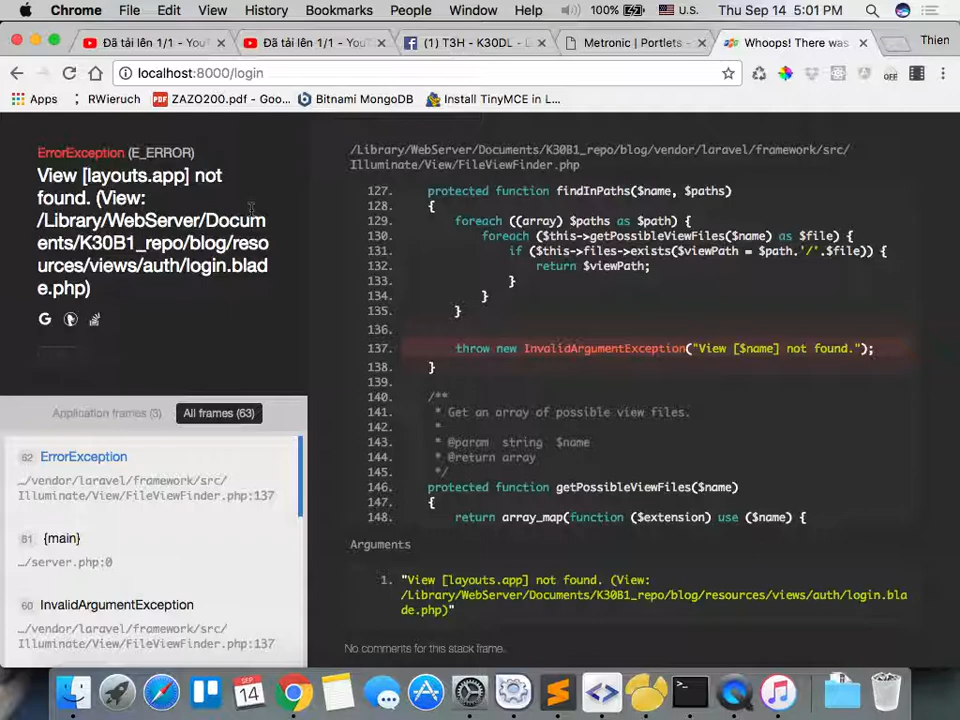 Chrome File Edit View History Bookmarks People Window Help 100% U.S. Thu Sep 14 5:01 PM
Đã tải lên 1/1 - YouT
Đã tải lên 1/1 - YouT
(1) T3H - K30DL -
Metronic | Portlets
Whoops! There was
Thien
localhost:8000/login
OFF
Apps
RWieruch
ZAZO200.pdf - Goo...
Bitnami MongoDB
Install TinyMCE in L...
ErrorException (E_ERROR)
View [layouts.app] not
found. (View:
/Library/WebServer/Docum
ents/K30B1_repo/blog/reso
urces/views/auth/login.blad
e.php)
Application frames (3)
All frames (63)
62 ErrorException
…/vendor/laravel/framework/src/
Illuminate/View/FileViewFinder.php:137
{main}
…/server.php:0
60 InvalidArgumentException
…/vendor/laravel/framework/src/
Illuminate/View/FileViewFinder.php:137
/Library/WebServer/Documents/K30B1_repo/blog/vendor/laravel/framework/src/
Illuminate/View/FileViewFinder.php
127. protected function findInPaths($name, $paths)
128. {
129. foreach ((array) $paths as $path) {
130. foreach ($this->getPossibleViewFiles($name) as $file) {
131. if ($this->files->exists($viewPath = $path.'/'.$file)) {
132. return $viewPath;
133. }
134. }
135. }
136.
137. throw new InvalidArgumentException("View [$name] not found.");
138. }
139.
140. /**
141. * Get an array of possible view files.
142. *
143. * @param string $name
144. * @return array
145. */
146. protected function getPossibleViewFiles($name)
147. {
148. return array_map(function ($extension) use ($name) {
Arguments
1. "View [layouts.app] not found. (View:
/Library/WebServer/Documents/K30B1_repo/blog/resources/views/auth/login.bla
de.php)"
No comments for this stack frame.
SEP
14